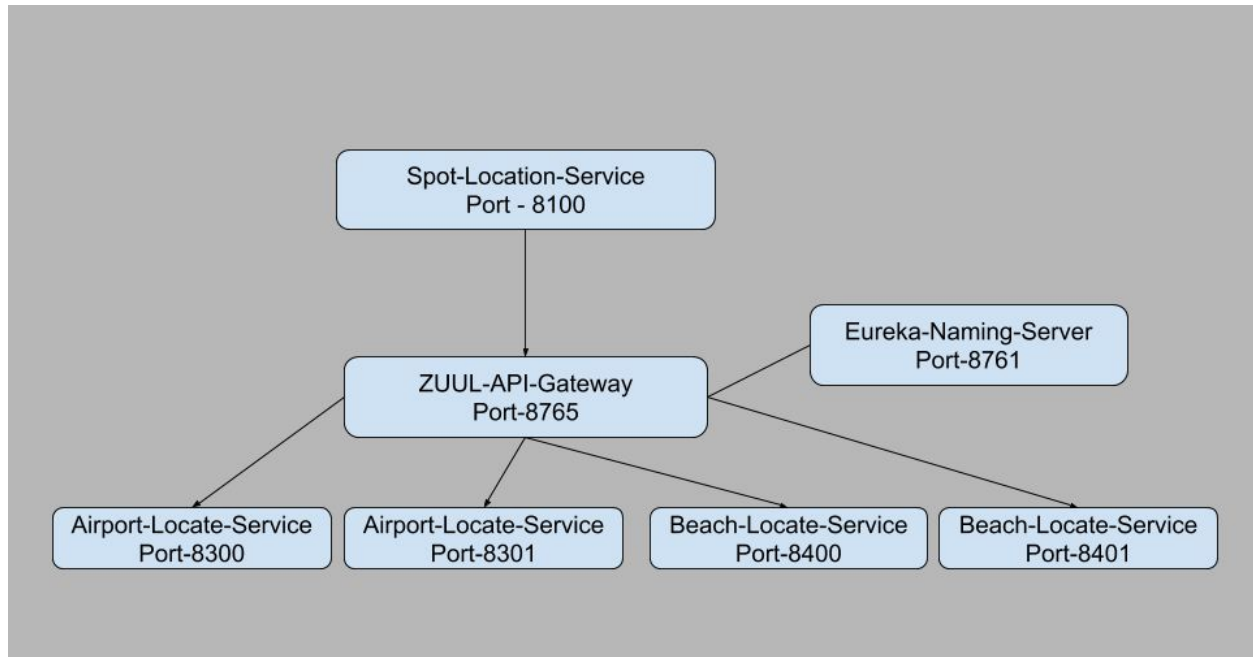 Spot-Location-Service
Port - 8100
Eureka-Naming-Server
Port-8761
ZUUL-API-Gateway
Port-8765
Airport-Locate-Service
Port-8300
Airport-Locate-Service
Port-8301
Beach-Locate-Service
Port-8400
Beach-Locate-Service
Port-8401